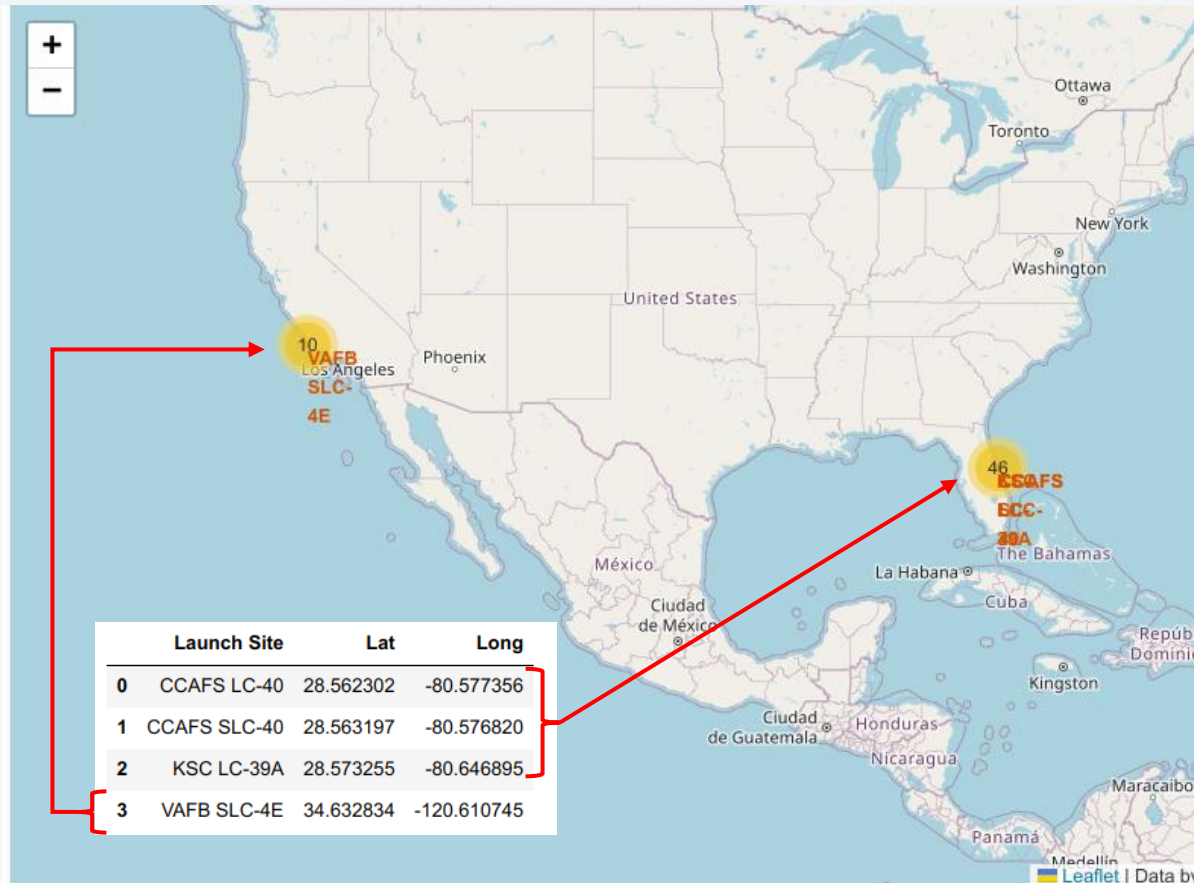 +
−
Ottawa
Toronto
New York
Washington
United States
10
VAFB
SLC-
4E
Los Angeles
Phoenix
46
The Bahamas
La Habana
México
Cuba
Ciudad
de México
Repúb
Dominic
Launch Site Lat Long
0 CCAFS LC-40 28.562302 -80.577356
1 CCAFS SLC-40 28.563197 -80.576820
2 KSC LC-39A 28.573255 -80.646895
3 VAFB SLC-4E 34.632834 -120.610745
Kingston
Ciudad
de Guatemala
Honduras
Nicaragua
Maracaibo
Panamá
Medellín
Leaflet | Data by